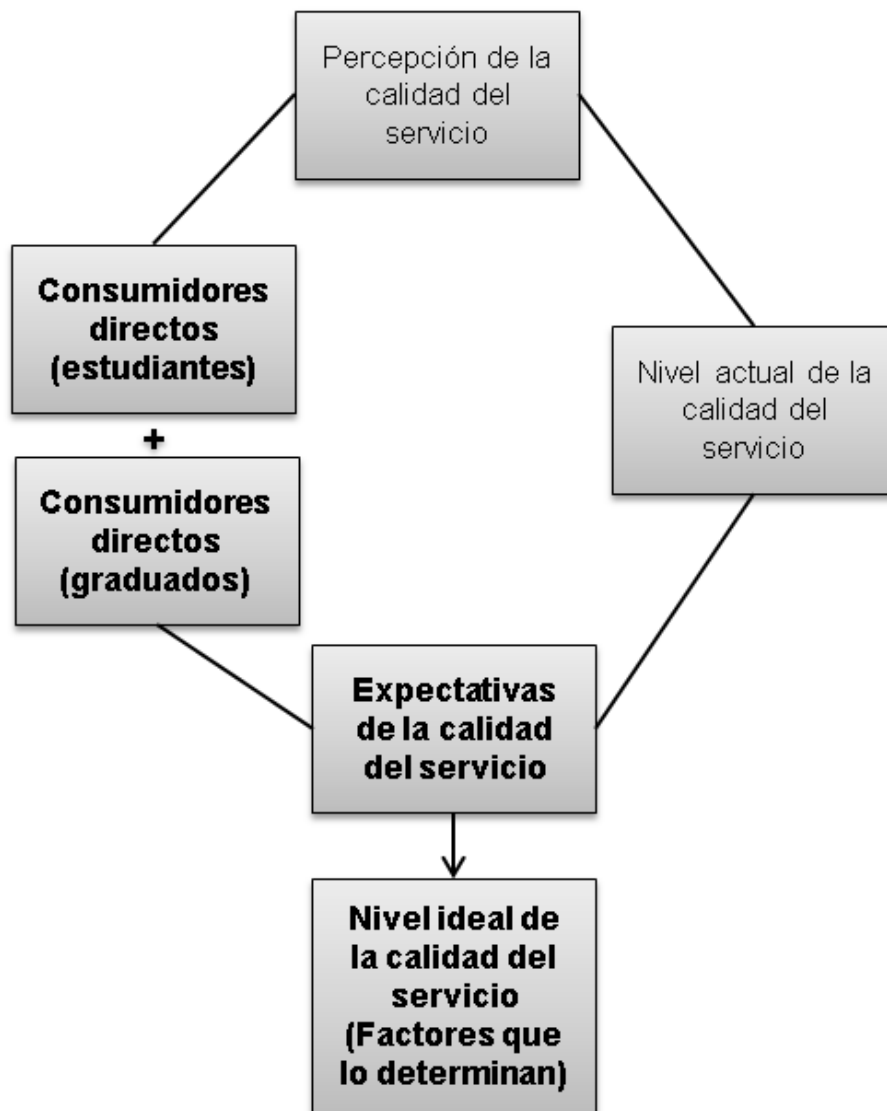 Percepción de la
calidad del
servicio
Consumidores
directos
(estudiantes)
+
Consumidores
directos
(graduados)
Nivel actual de la
calidad del
servicio
Expectativas
de la calidad
del servicio
Nivel ideal de
la calidad del
servicio
(Factores que
lo determinan)